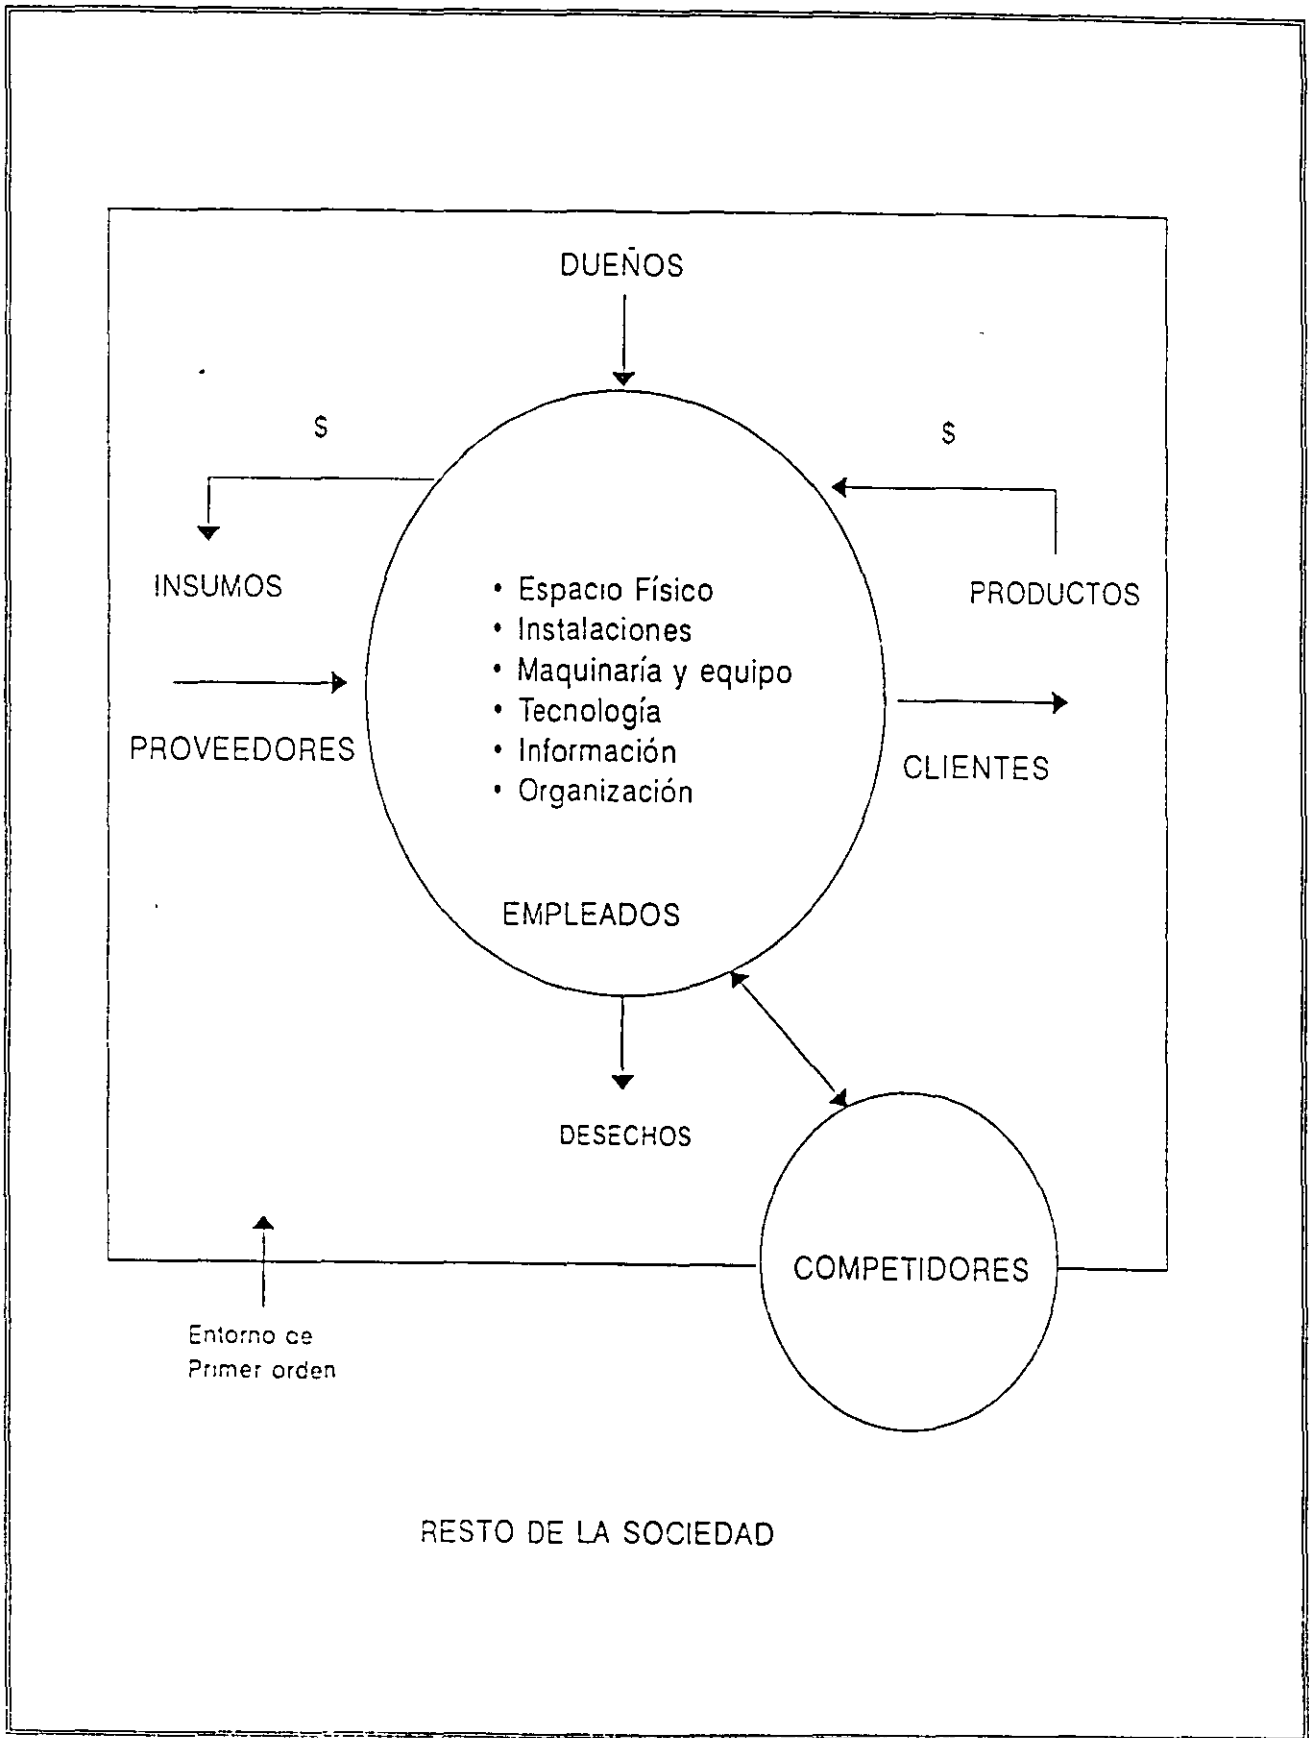 DUEÑOS
$
$
INSUMOS
PRODUCTOS
• Espacio Físico
• Instalaciones
• Maquinaría y equipo
• Tecnología
• Información
• Organización
PROVEEDORES
CLIENTES
EMPLEADOS
DESECHOS
COMPETIDORES
Entorno de
Primer orden
RESTO DE LA SOCIEDAD